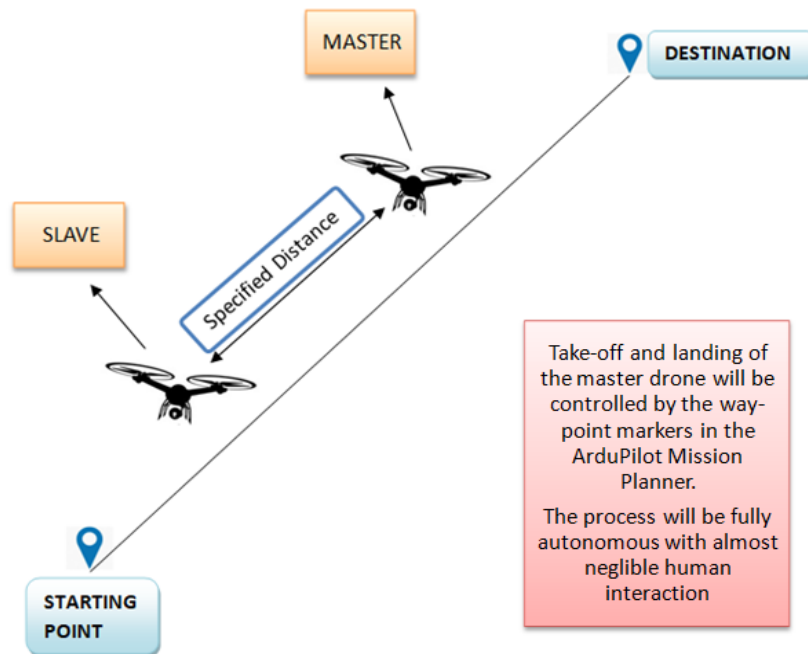 MASTER
DESTINATION
SLAVE
Specified Distance
Take-off and landing of
the master drone will be
controlled by the way-
point markers in the
ArduPilot Mission
Planner.
The process will be fully
autonomous with almost
neglible human
interaction
STARTING
POINT